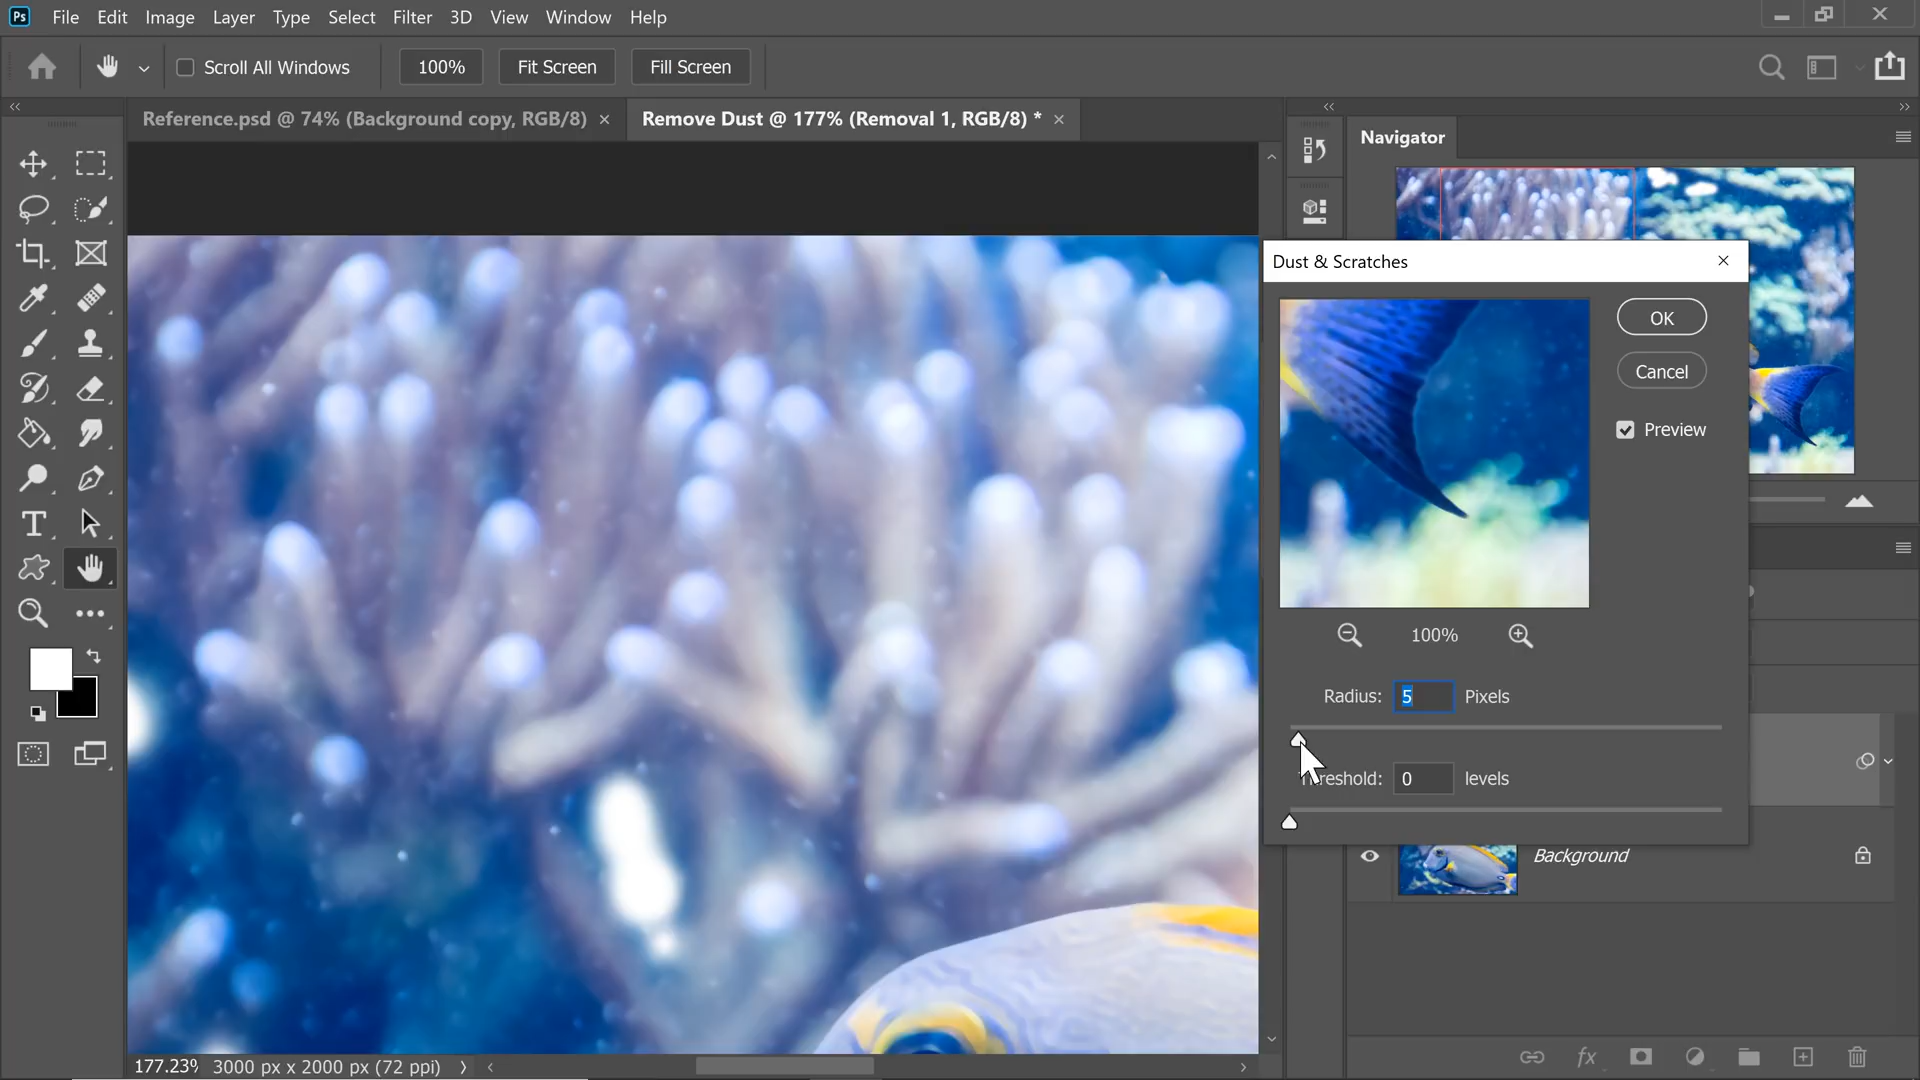 Ps File Edit Image Layer Type Select Filter 3D View Window Help
Scroll All Windows 100% Fit Screen Fill Screen
Reference.psd @ 74% (Background copy, RGB/8) Remove Dust @ 177% (Removal 1, RGB/8) *
Navigator
Dust & Scratches
OK
Cancel
Preview
100%
Radius: 5 Pixels
reshold: 0 levels
Background
177.23% 3000 px x 2000 px (72 ppi)
fx